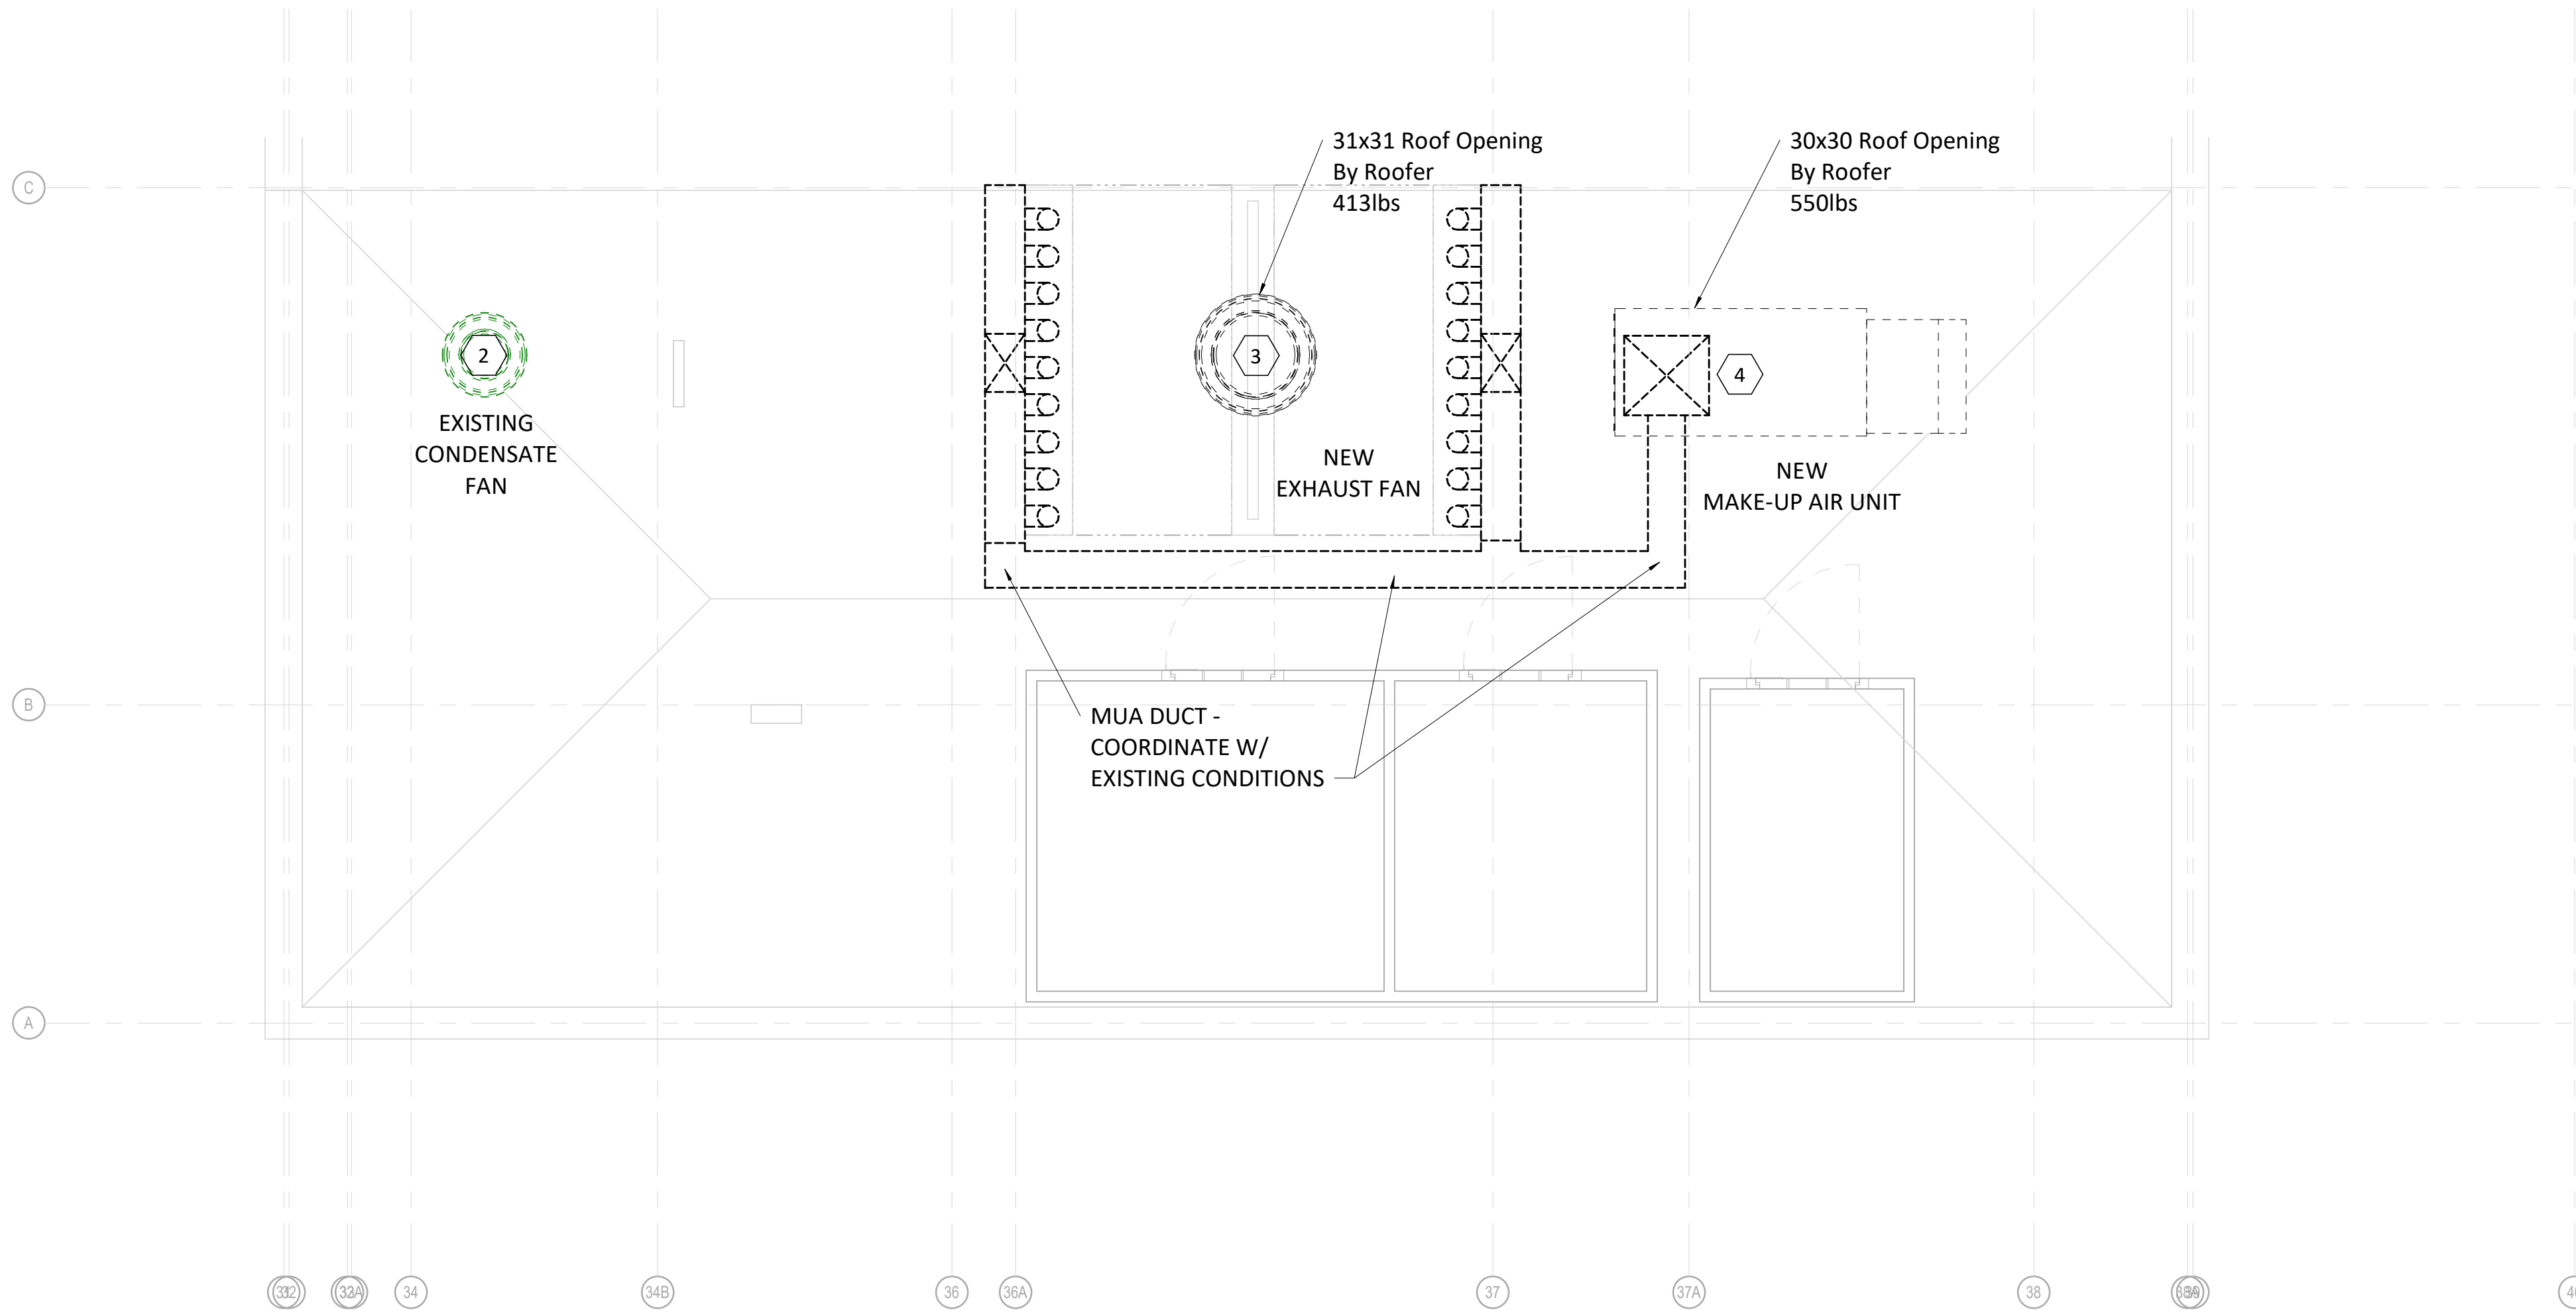 31x31 Roof Opening
By Roofer
413lbs
30x30 Roof Opening
By Roofer
550lbs
C
2
3
4
EXISTING
CONDENSATE
FAN
NEW
EXHAUST FAN
NEW
MAKE-UP AIR UNIT
B
MUA DUCT -
COORDINATE W/
EXISTING CONDITIONS
A
34
34B
36
36A
37
37A
38